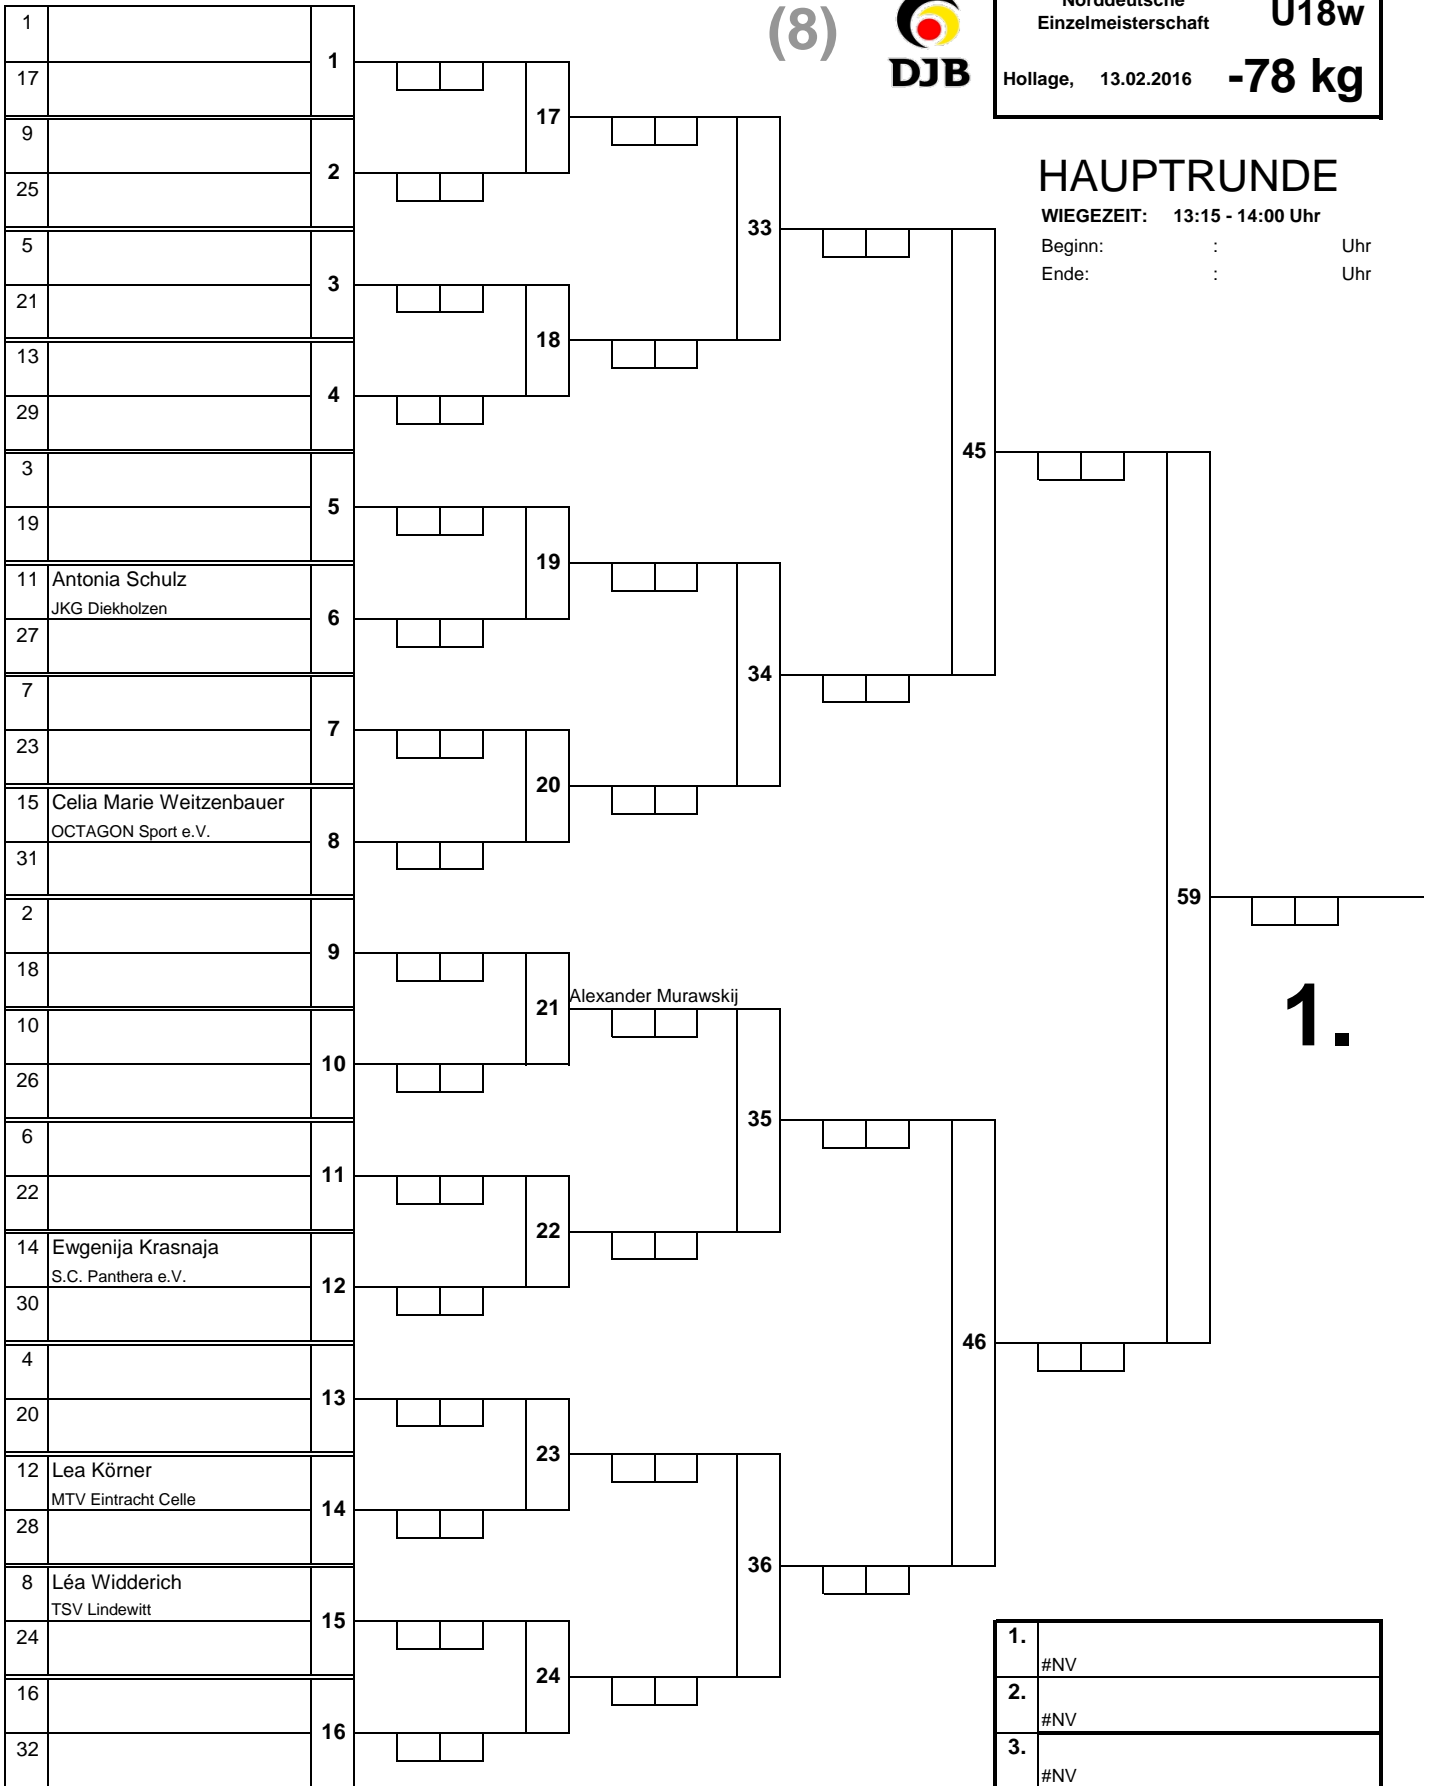 (8)
DJB
Norddeutsche
Einzelmeisterschaft
U18w
Hollage, 13.02.2016 -78 kg
HAUPTRUNDE
WIEGEZEIT: 13:15 - 14:00 Uhr
Beginn: : Uhr
Ende: : Uhr
1
1
17
17
9
2
25
33
5
3
21
18
13
4
29
45
3
5
19
19
11 Antonia Schulz
JKG Diekholzen
6
27
34
7
7
23
20
15 Celia Marie Weitzenbauer
OCTAGON Sport e.V.
8
31
59
2
9
18
21 Alexander Murawskij
1.
10
10
26
35
6
11
22
22
14 Ewgenija Krasnaja
S.C. Panthera e.V.
12
30
46
4
13
20
23
12 Lea Körner
MTV Eintracht Celle
14
28
36
8 Léa Widderich
TSV Lindewitt
15
24
24
16
16
32
1.
#NV
2.
#NV
3.
#NV